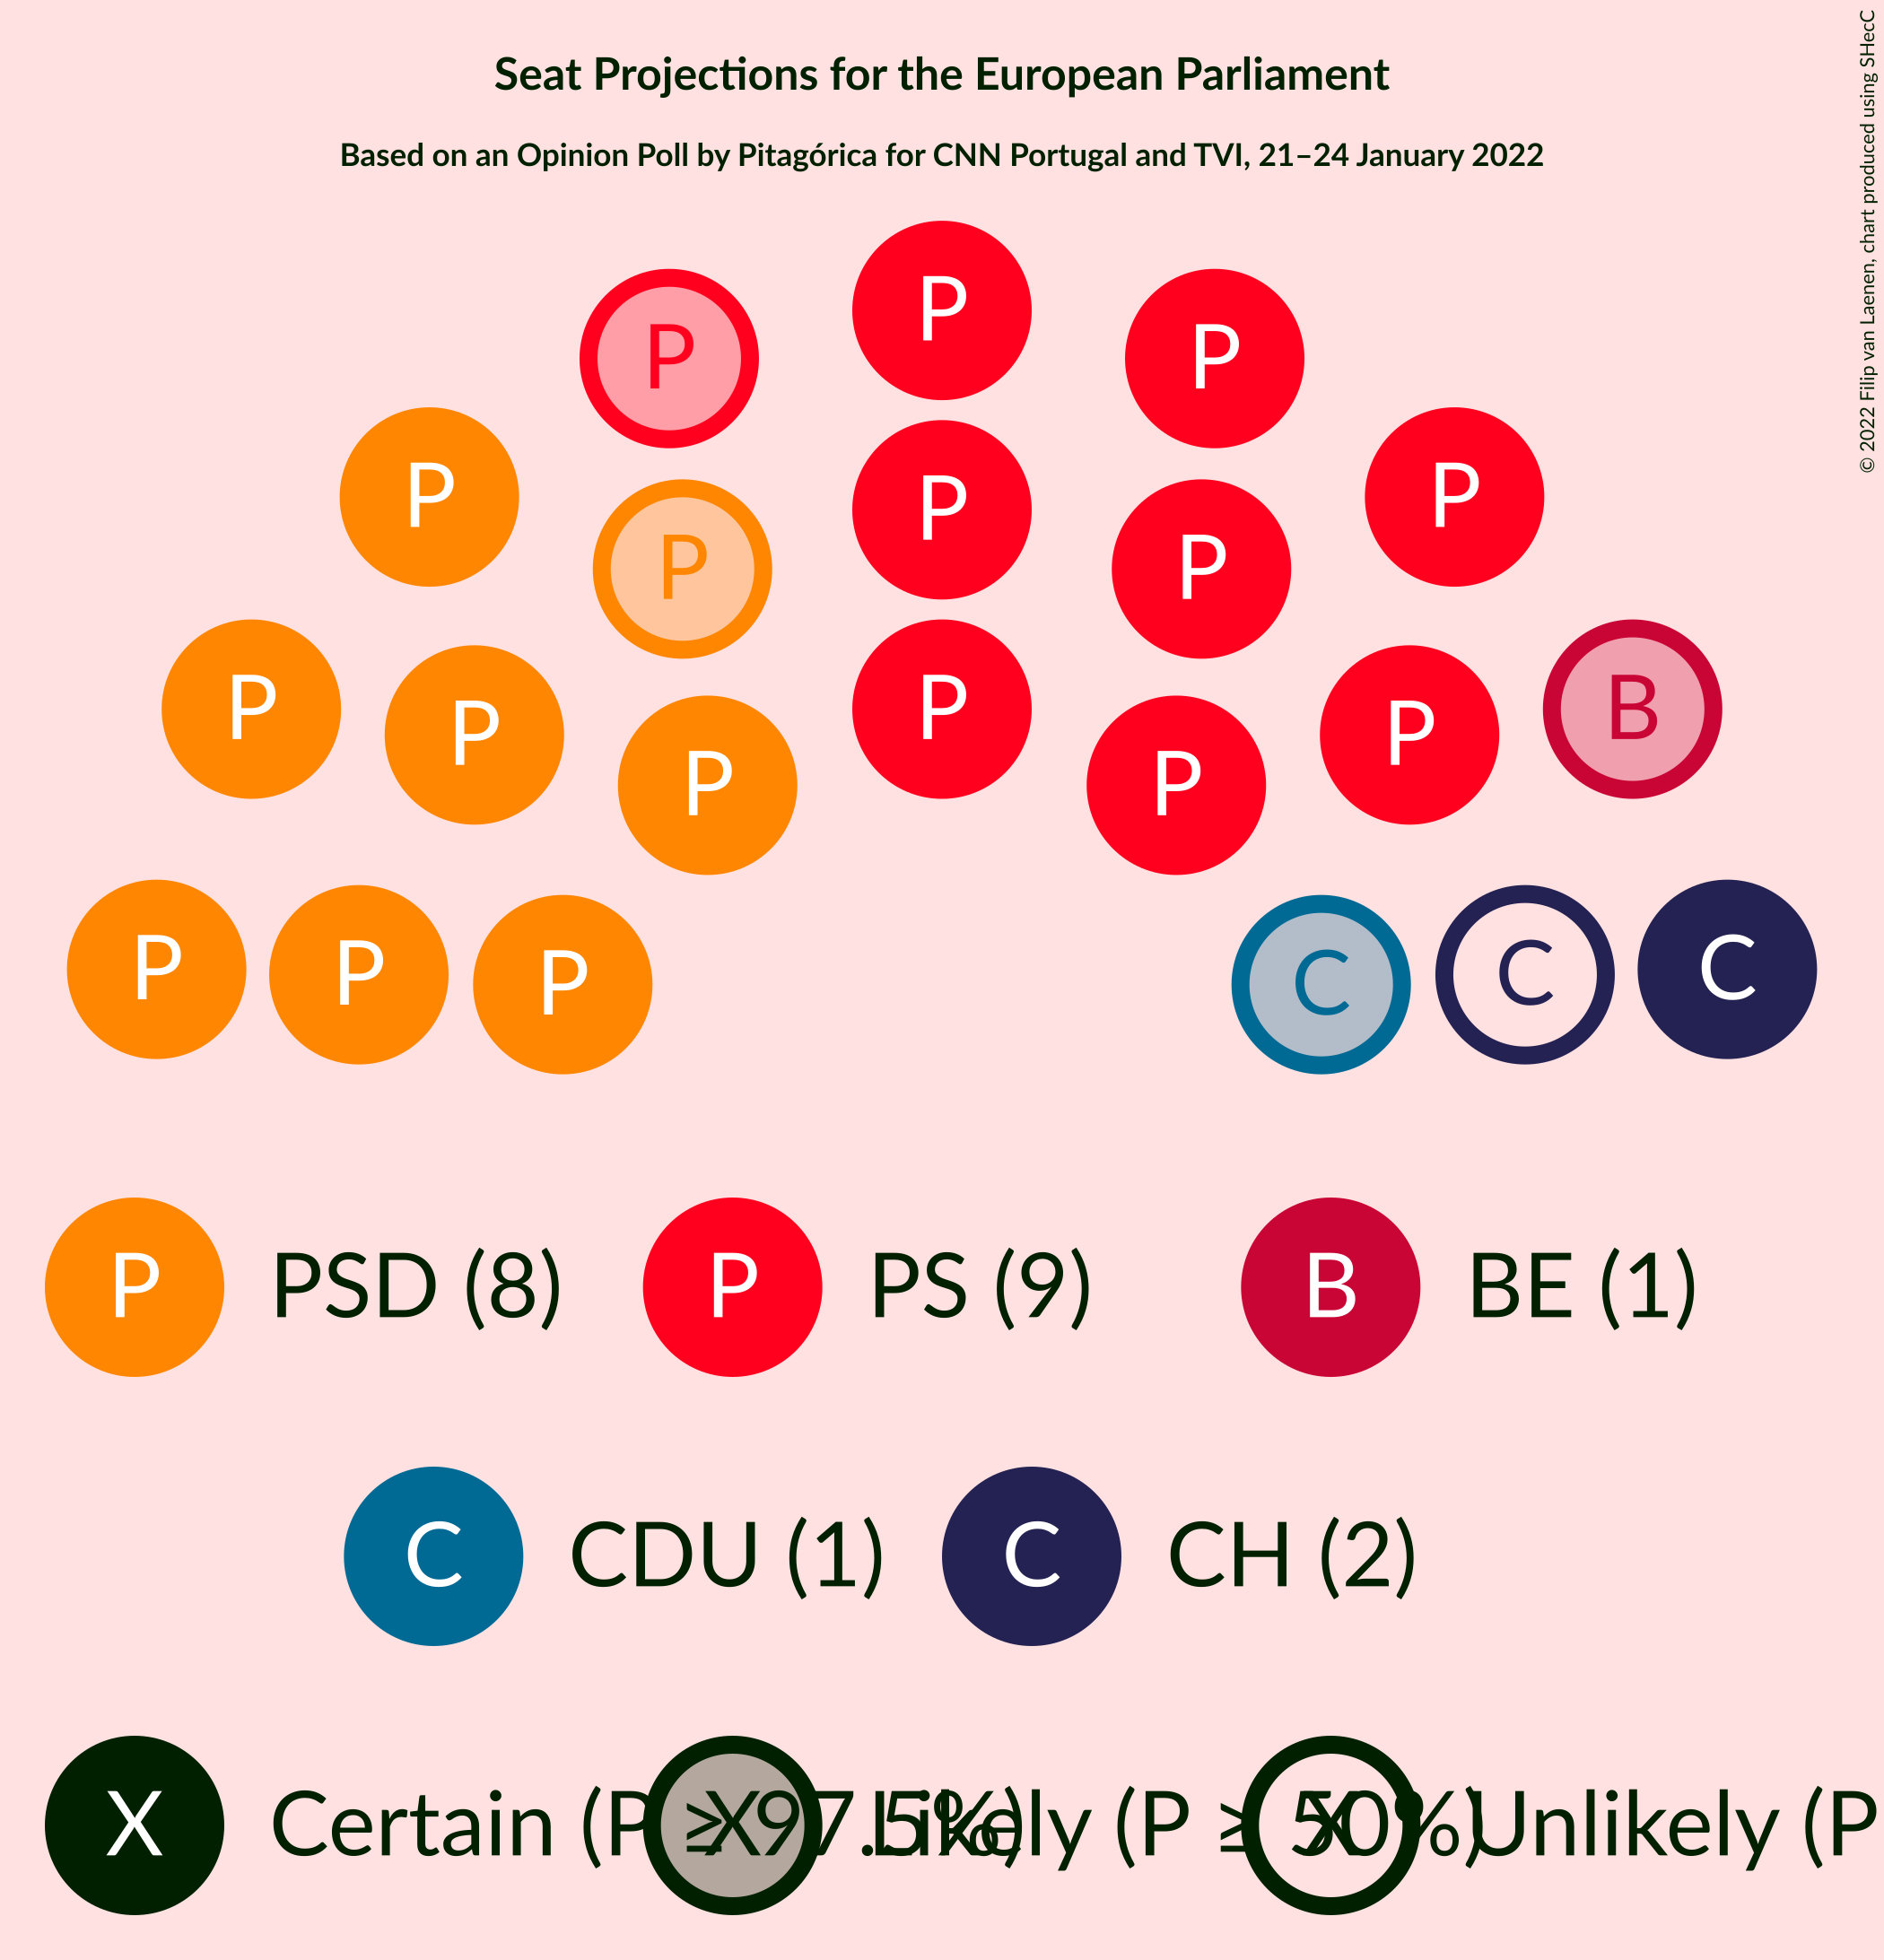 Seat Projections for the European Parliament
Based on an Opinion Poll by Pitagórica for CNN Portugal and TVI, 21–24 January 2022
© 2022 Filip van Laenen, chart produced using SHecC
P
P P
P P
P
P P
P B
P P
P P
P P
P P P
C C C
P PSD (8) P PS (9) B BE (1)
C CDU (1) C CH (2)
X Certain (P ≥ 97.5%) X Likely (P ≥ 50%) X Unlikely (P